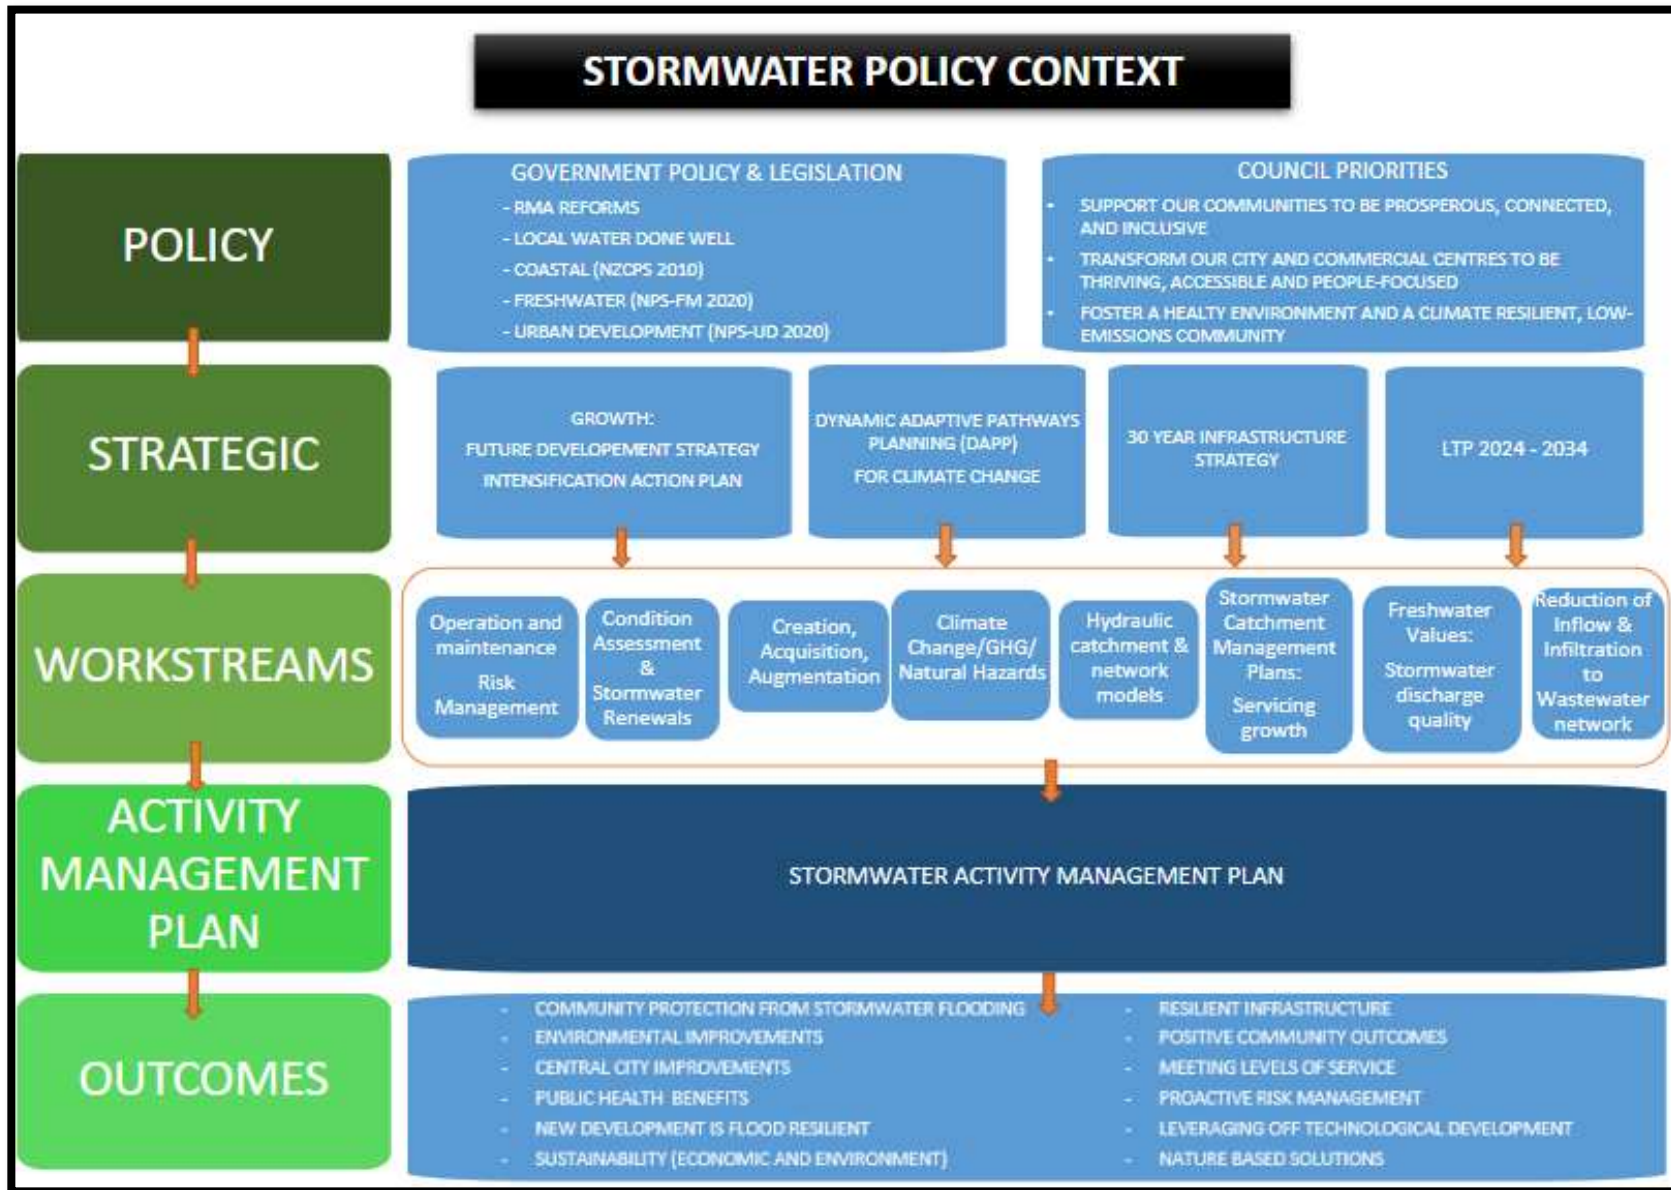 STORMWATER POLICY CONTEXT
POLICY
GOVERNMENT POLICY & LEGISLATION
- RMA REFORMS
- LOCAL WATER DONE WELL
- COASTAL (NZCPS 2010)
- FRESHWATER (NPS-FM 2020)
- URBAN DEVELOPMENT (NPS-UD 2020)
COUNCIL PRIORITIES
• SUPPORT OUR COMMUNITIES TO BE PROSPEROUS, CONNECTED,
AND INCLUSIVE
• TRANSFORM OUR CITY AND COMMERCIAL CENTRES TO BE
THRIVING, ACCESSIBLE AND PEOPLE-FOCUSED
• FOSTER A HEALTY ENVIRONMENT AND A CLIMATE RESILIENT, LOW-
EMISSIONS COMMUNITY
STRATEGIC
GROWTH:
FUTURE DEVELOPEMENT STRATEGY
INTENSIFICATION ACTION PLAN
DYNAMIC ADAPTIVE PATHWAYS
PLANNING (DAPP)
FOR CLIMATE CHANGE
30 YEAR INFRASTRUCTURE
STRATEGY
LTP 2024 - 2034
WORKSTREAMS
Operation and
maintenance
Risk
Management
Condition
Assessment
&
Stormwater
Renewals
Creation,
Acquisition,
Augmentation
Climate
Change/GHG/
Natural Hazards
Hydraulic
catchment &
network
models
Stormwater
Catchment
Management
Plans:
Servicing
growth
Freshwater
Values:
Stormwater
discharge
quality
Reduction of
Inflow &
Infiltration
to
Wastewater
network
ACTIVITY
MANAGEMENT
PLAN
STORMWATER ACTIVITY MANAGEMENT PLAN
OUTCOMES
- COMMUNITY PROTECTION FROM STORMWATER FLOODING
- ENVIRONMENTAL IMPROVEMENTS
- CENTRAL CITY IMPROVEMENTS
- PUBLIC HEALTH BENEFITS
- NEW DEVELOPMENT IS FLOOD RESILIENT
- SUSTAINABILITY (ECONOMIC AND ENVIRONMENT)
- RESILIENT INFRASTRUCTURE
- POSITIVE COMMUNITY OUTCOMES
- MEETING LEVELS OF SERVICE
- PROACTIVE RISK MANAGEMENT
- LEVERAGING OFF TECHNOLOGICAL DEVELOPMENT
- NATURE BASED SOLUTIONS